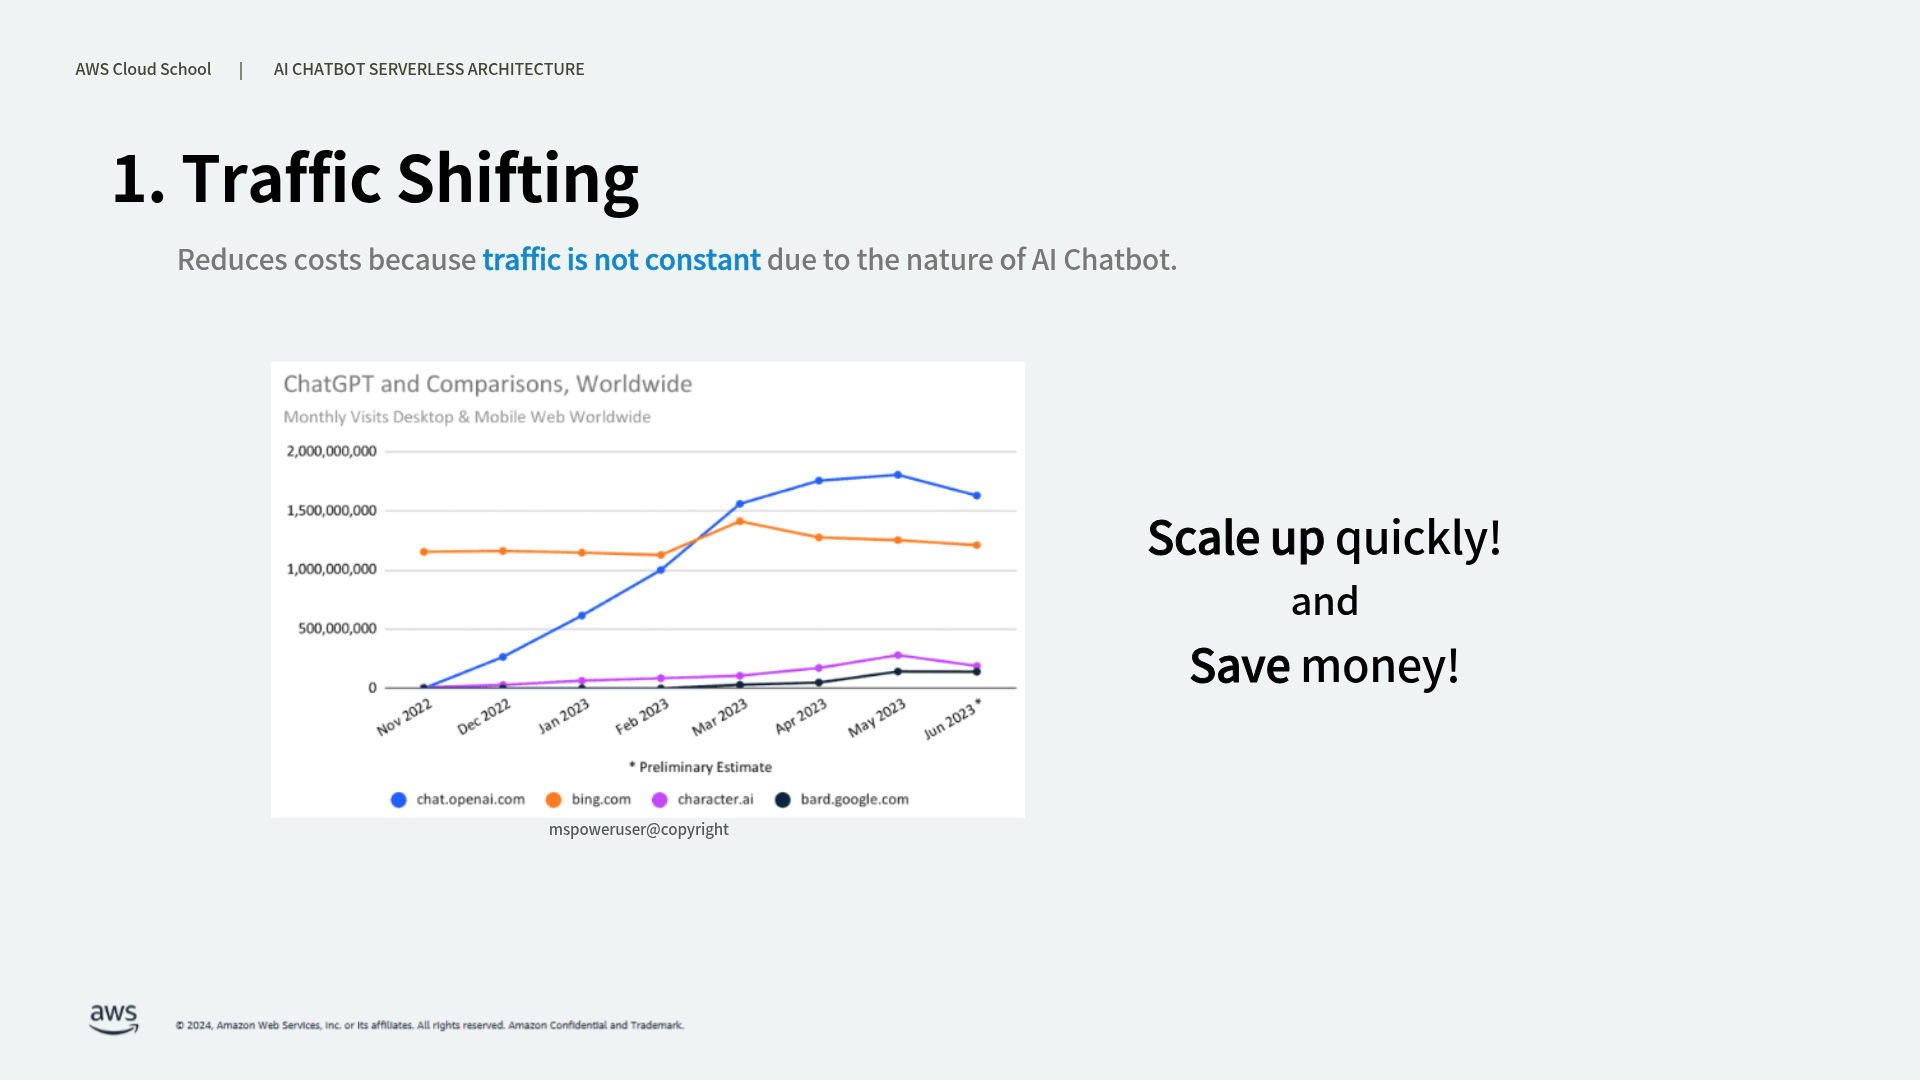 AWS Cloud School | AI CHATBOT SERVERLESS ARCHITECTURE
1. Traffic Shifting
Reduces costs because traffic is not constant due to the nature of AI Chatbot.
ChatGPT and Comparisons, Worldwide
Monthly Visits Desktop & Mobile Web Worldwide
2,000,000,000
1,500,000,000
1,000,000,000
500,000,000
0
Nov 2022
Dec 2022
Jan 2023
Feb 2023
Mar 2023
Apr 2023
May 2023
Jun 2023 *
* Preliminary Estimate
chat.openai.com bing.com character.ai bard.google.com
mspoweruser@copyright
Scale up quickly!
and
Save money!
aws
© 2024, Amazon Web Services, Inc. or its affiliates. All rights reserved. Amazon Confidential and Trademark.